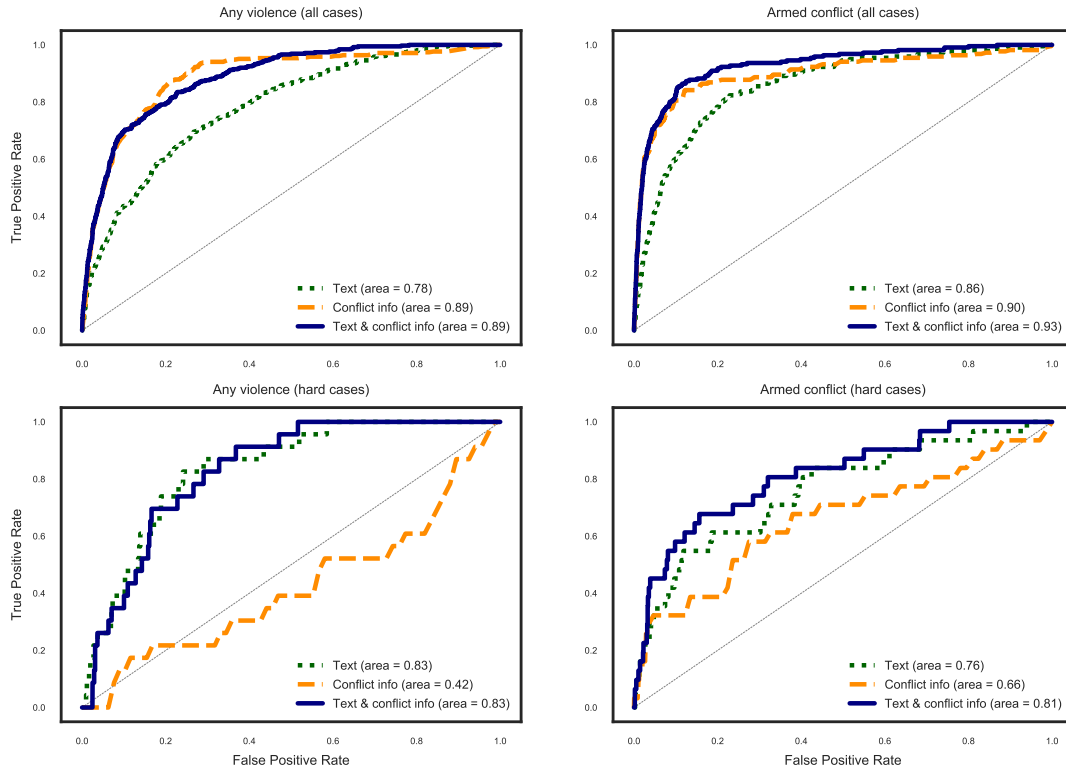 Any violence (all cases)
True Positive Rate
1.0
0.8
0.6
0.4
0.2
0.0
Text (area = 0.78)
Conflict info (area = 0.89)
Text & conflict info (area = 0.89)
0.0 0.2 0.4 0.6 0.8 1.0
Armed conflict (all cases)
1.0
0.8
0.6
0.4
0.2
0.0
Text (area = 0.86)
Conflict info (area = 0.90)
Text & conflict info (area = 0.93)
0.0 0.2 0.4 0.6 0.8 1.0
Any violence (hard cases)
True Positive Rate
1.0
0.8
0.6
0.4
0.2
0.0
Text (area = 0.83)
Conflict info (area = 0.42)
Text & conflict info (area = 0.83)
0.0 0.2 0.4 0.6 0.8 1.0
False Positive Rate
Armed conflict (hard cases)
1.0
0.8
0.6
0.4
0.2
0.0
Text (area = 0.76)
Conflict info (area = 0.66)
Text & conflict info (area = 0.81)
0.0 0.2 0.4 0.6 0.8 1.0
False Positive Rate